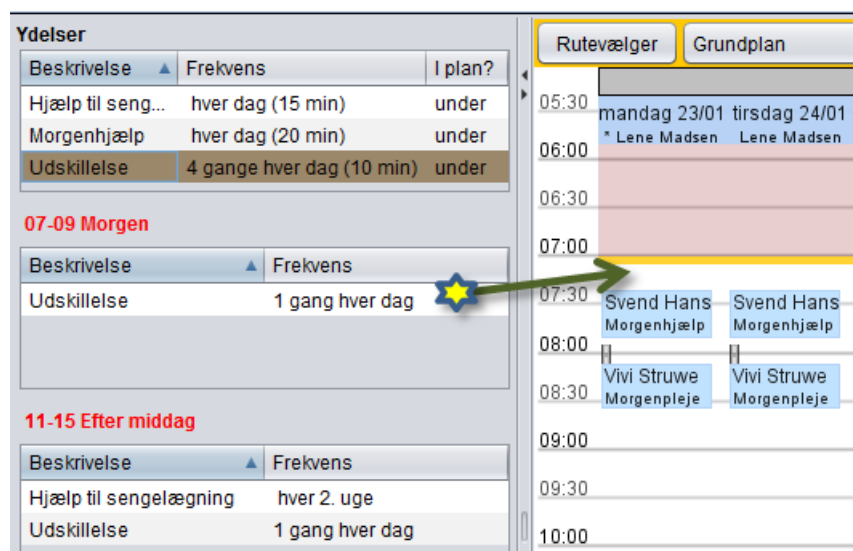 Ydelser
Beskrivelse Frekvens I plan?
Hjælp til seng... hver dag (15 min) under
Morgenhjælp hver dag (20 min) under
Udskillelse 4 gange hver dag (10 min) under
07-09 Morgen
Beskrivelse Frekvens
Udskillelse 1 gang hver dag
11-15 Efter middag
Beskrivelse Frekvens
Hjælp til sengelægning hver 2. uge
Udskillelse 1 gang hver dag
Rutevælger Grundplan
05:30 mandag 23/01 tirsdag 24/01
* Lene Madsen Lene Madsen
06:00
06:30
07:00
07:30 Svend Hans Svend Hans
Morgenhjælp Morgenhjælp
08:00
Vivi Struwe Vivi Struwe
08:30 Morgenpleje Morgenpleje
09:00
09:30
10:00